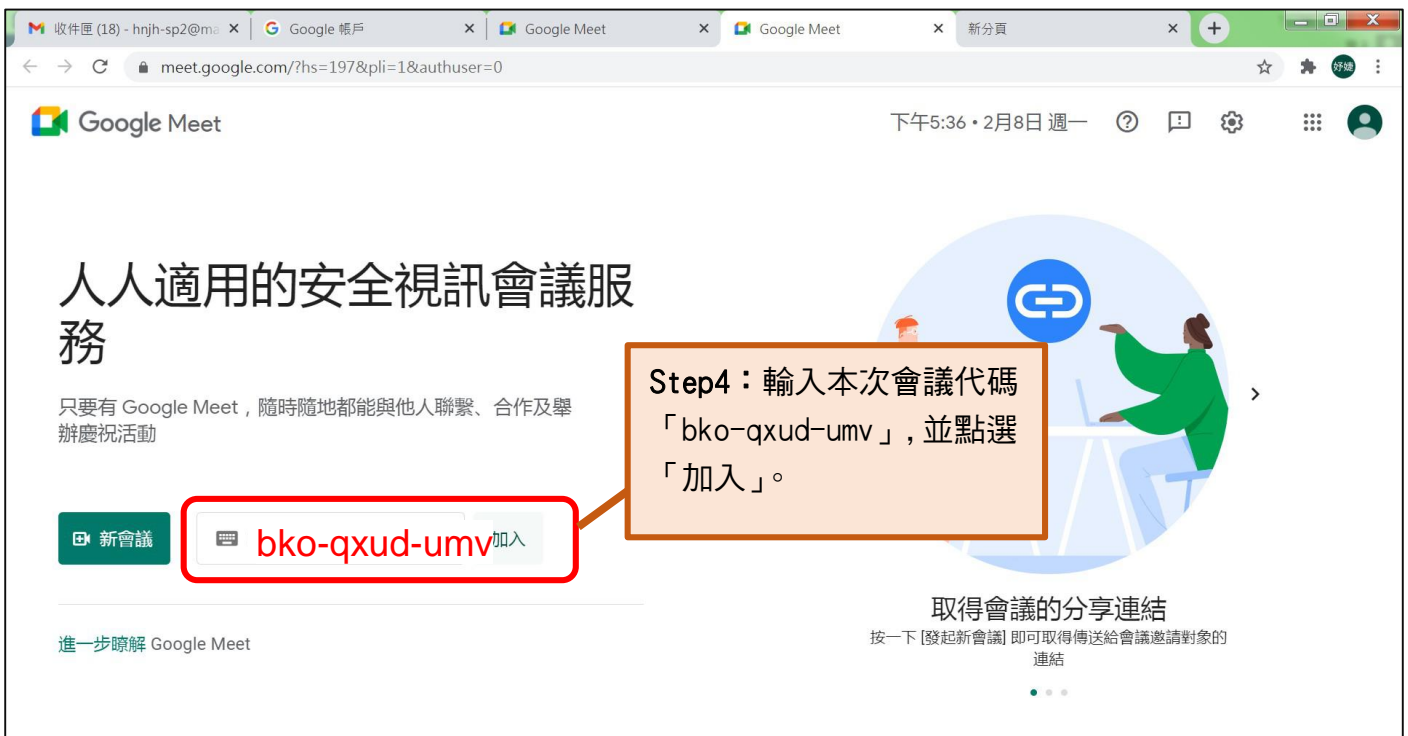 收件匣 (18) - hnjh-sp2@ma
Google 帳戶
Google Meet
Google Meet
新分頁
meet.google.com/?hs=197&pli=1&authuser=0
妤婕
Google Meet
下午5:36 • 2月8日 週一
人人適用的安全視訊會議服
務
只要有 Google Meet，隨時隨地都能與他人聯繫、合作及舉
辦慶祝活動
Step4：輸入本次會議代碼
「bko-qxud-umv」，並點選
「加入」。
新會議
bko-qxud-umv
加入
進一步瞭解 Google Meet
取得會議的分享連結
按一下 [發起新會議] 即可取得傳送給會議邀請對象的
連結